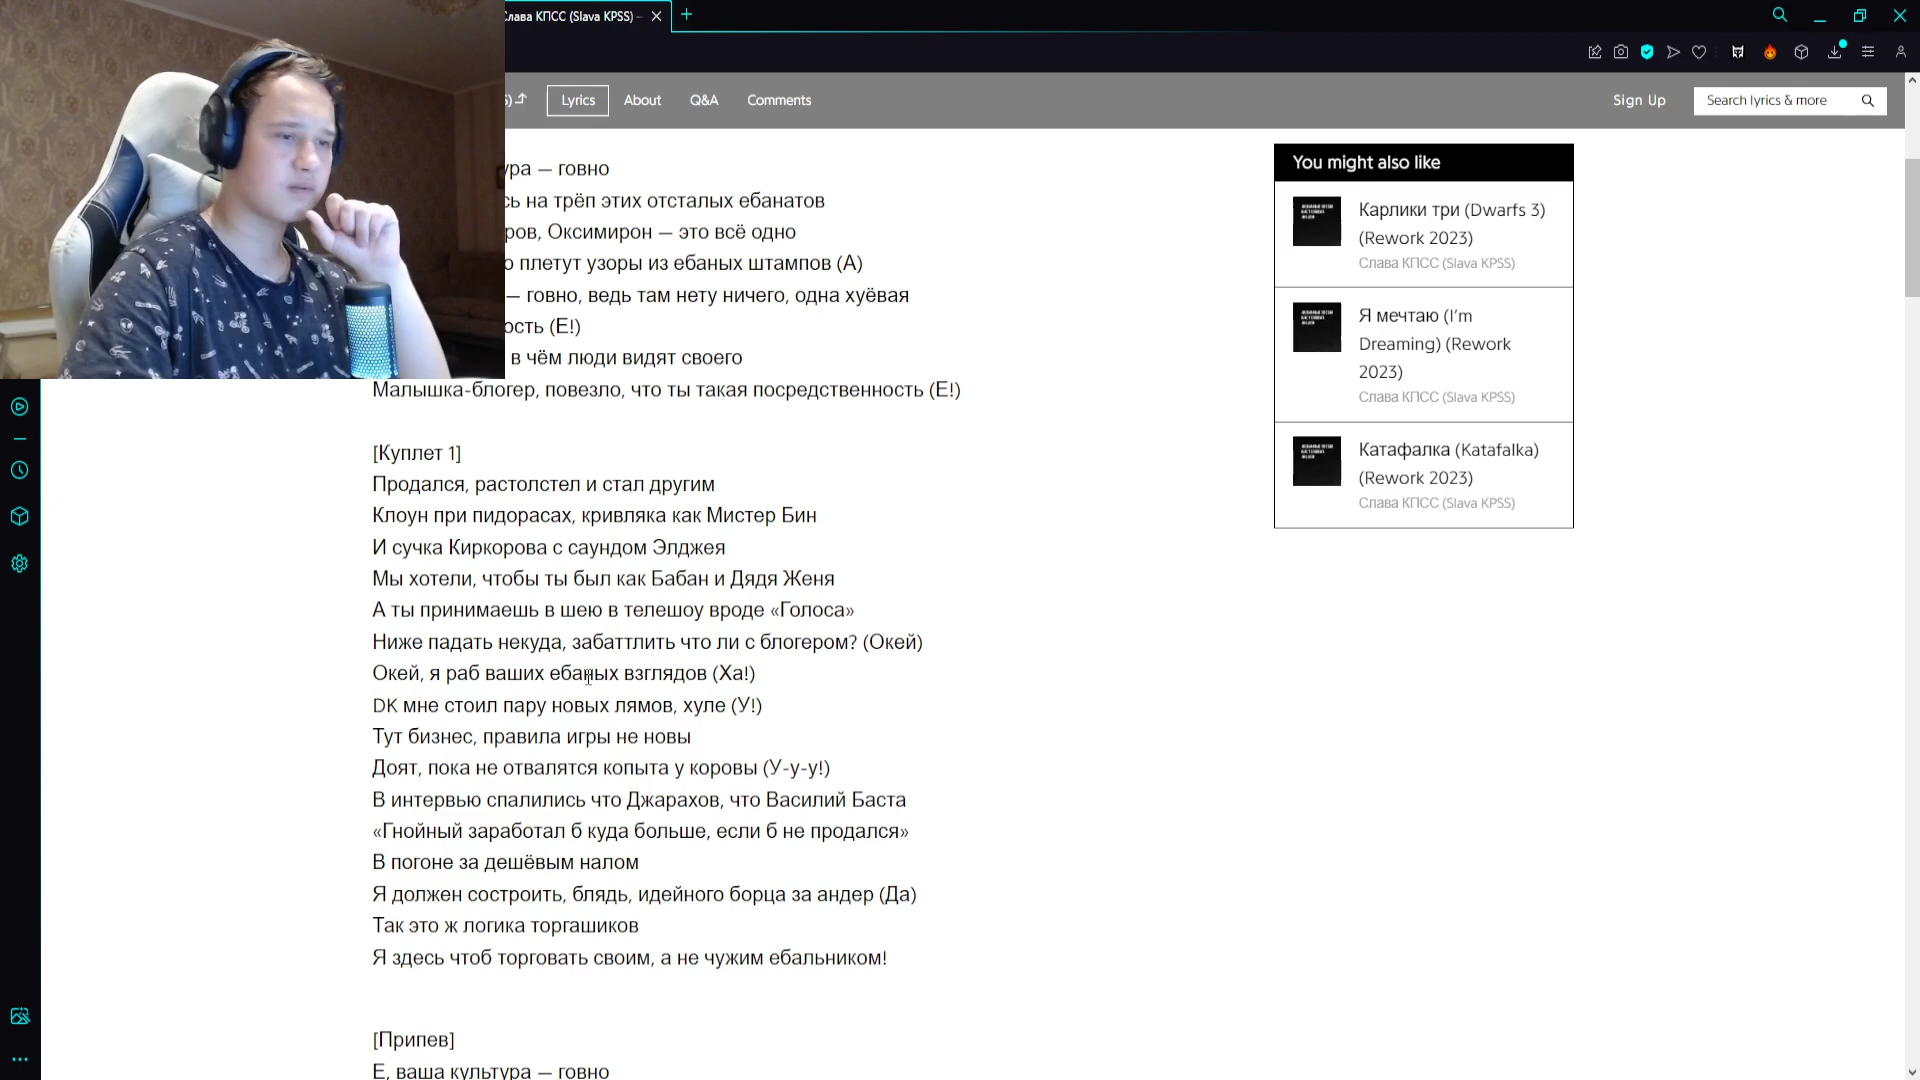 Слава КПСС (Slava KPSS) –
Lyrics
About
Q&A
Comments
Sign Up
Search lyrics & more
ура — говно
сь на трёп этих отсталых ебанатов
ров, Оксимирон — это всё одно
о плетут узоры из ебаных штампов (А)
— говно, ведь там нету ничего, одна хуёвая
ость (Е!)
в чём люди видят своего
Малышка-блогер, повезло, что ты такая посредственность (Е!)
[Куплет 1]
Продался, растолстел и стал другим
Клоун при пидорасах, кривляка как Мистер Бин
И сучка Киркорова с саундом Элджея
Мы хотели, чтобы ты был как Бабан и Дядя Женя
А ты принимаешь в шею в телешоу вроде «Голоса»
Ниже падать некуда, забаттлить что ли с блогером? (Окей)
Окей, я раб ваших ебаных взглядов (Ха!)
DK мне стоил пару новых лямов, хуле (У!)
Тут бизнес, правила игры не новы
Доят, пока не отвалятся копыта у коровы (У-у-у!)
В интервью спалились что Джарахов, что Василий Баста
«Гнойный заработал б куда больше, если б не продался»
В погоне за дешёвым налом
Я должен состроить, блядь, идейного борца за андер (Да)
Так это ж логика торгашиков
Я здесь чтоб торговать своим, а не чужим ебальником!
[Припев]
Е, ваша культура — говно
You might also like
Карлики три (Dwarfs 3)
(Rework 2023)
Слава КПСС (Slava KPSS)
Я мечтаю (I'm
Dreaming) (Rework
2023)
Слава КПСС (Slava KPSS)
Катафалка (Katafalka)
(Rework 2023)
Слава КПСС (Slava KPSS)